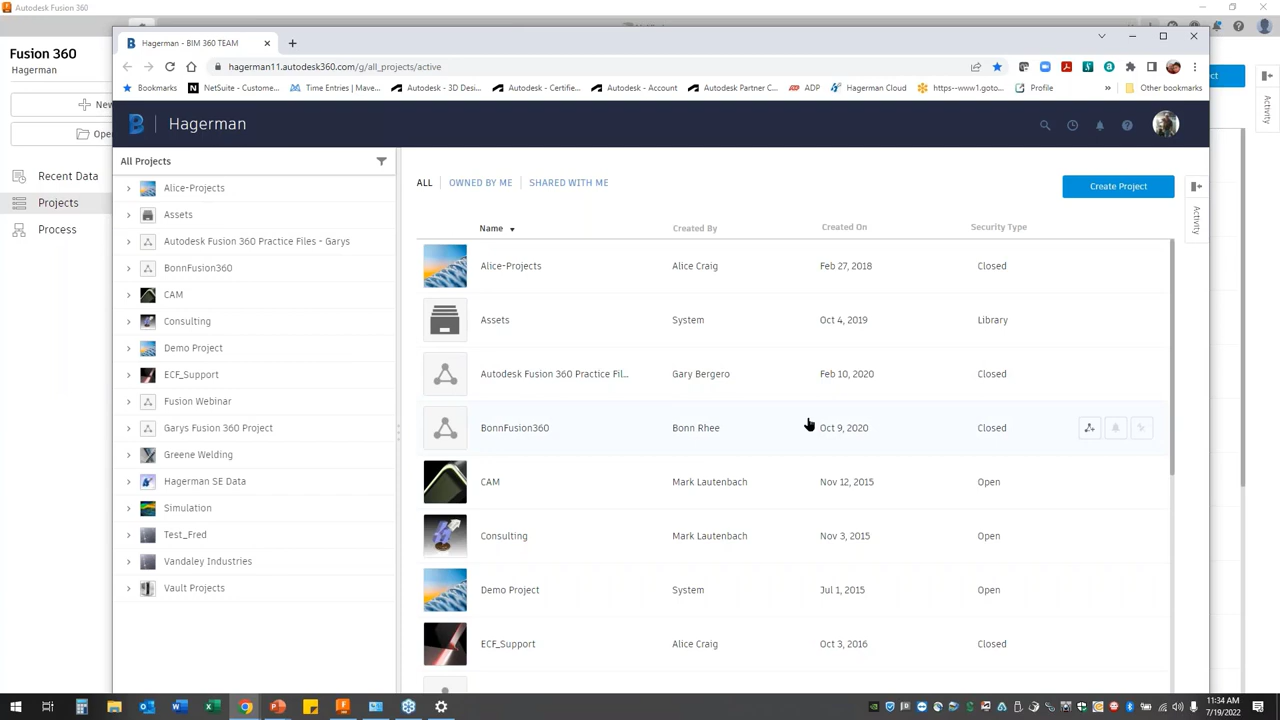 Autodesk Fusion 360
Fusion 360
Hagerman
New
Open
Recent Data
Projects
Process
Activity
Hagerman - BIM 360 TEAM
hagerman11.autodesk360.com/g/all_projects/active
Bookmarks
NetSuite - Custome...
Time Entries | Mave...
Autodesk - 3D Desi...
Autodesk - Certifie...
Autodesk - Account
Autodesk Partner C...
ADP
Hagerman Cloud
https--www1.goto...
Profile
»
Other bookmarks
Hagerman
All Projects
Alice-Projects
Assets
Autodesk Fusion 360 Practice Files - Garys
BonnFusion360
CAM
Consulting
Demo Project
ECF_Support
Fusion Webinar
Garys Fusion 360 Project
Greene Welding
Hagerman SE Data
Simulation
Test_Fred
Vandaley Industries
Vault Projects
ALL OWNED BY ME SHARED WITH ME
Create Project
Activity
Name Created By Created On Security Type
Alice-Projects Alice Craig Feb 27, 2018 Closed
Assets System Oct 4, 2019 Library
Autodesk Fusion 360 Practice Fil... Gary Bergero Feb 10, 2020 Closed
BonnFusion360 Bonn Rhee Oct 9, 2020 Closed
CAM Mark Lautenbach Nov 12, 2015 Open
Consulting Mark Lautenbach Nov 3, 2015 Open
Demo Project System Jul 1, 2015 Open
ECF_Support Alice Craig Oct 3, 2016 Closed
11:34 AM
7/19/2022